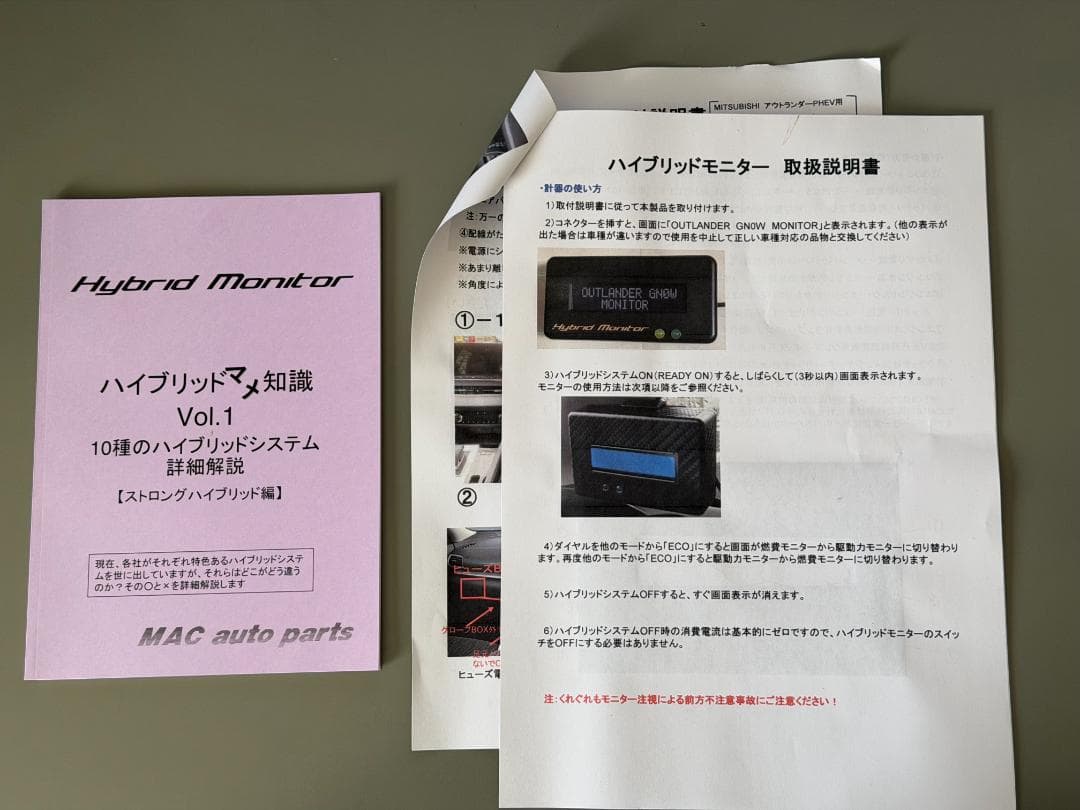 Hybrid Monitor
ハイブリッドマメ知識
Vol.1
10種のハイブリッドシステム
詳細解説
【ストロングハイブリッド編】
現在、各社がそれぞれ特色あるハイブリッドシステ
ムを世に出していますが、それらはどこがどう違う
のか？その〇と×を詳細解説します
MAC auto parts
説明書
MITSUBISHI アウトランダーPHEV用
注:万一の
④配線がた
※電源にシ
※あまり離
※角度によ
①－1
②
ヒューズB
グローブBOX外
ないでC
ヒューズ電
ハイブリッドモニター 取扱説明書
・計器の使い方
1)取付説明書に従って本製品を取り付けます。
2)コネクターを挿すと、画面に「OUTLANDER GN0W MONITOR」と表示されます。(他の表示が
出た場合は車種が違いますので使用を中止して正しい車種対応の品物と交換してください)
OUTLANDER GN0W
MONITOR
Hybrid Monitor
3)ハイブリッドシステムON(READY ON)すると、しばらくして(3秒以内)画面表示されます。
モニターの使用方法は次項以降をご参照ください。
4)ダイヤルを他のモードから「ECO」にすると画面が燃費モニターから駆動力モニターに切り替わり
ます。再度他のモードから「ECO」にすると駆動力モニターから燃費モニターに切り替わります。
5)ハイブリッドシステムOFFすると、すぐ画面表示が消えます。
6)ハイブリッドシステムOFF時の消費電流は基本的にゼロですので、ハイブリッドモニターのスイッ
チをOFFにする必要はありません。
注:くれぐれもモニター注視による前方不注意事故にご注意ください！